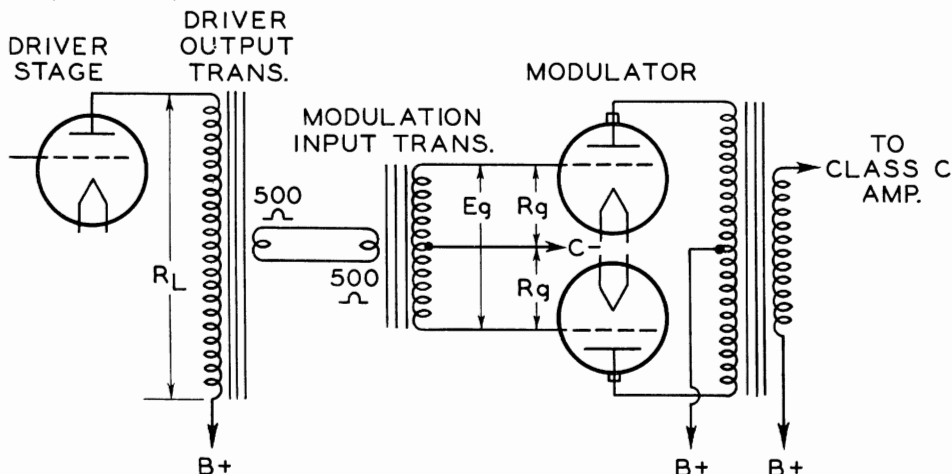 DRIVER
STAGE
DRIVER
OUTPUT
TRANS.
MODULATION
INPUT TRANS.
MODULATOR
TO
CLASS C
AMP.
500
Ω
500
Ω
RL
Eg
Rg
C-
Rg
B+
B+
B+